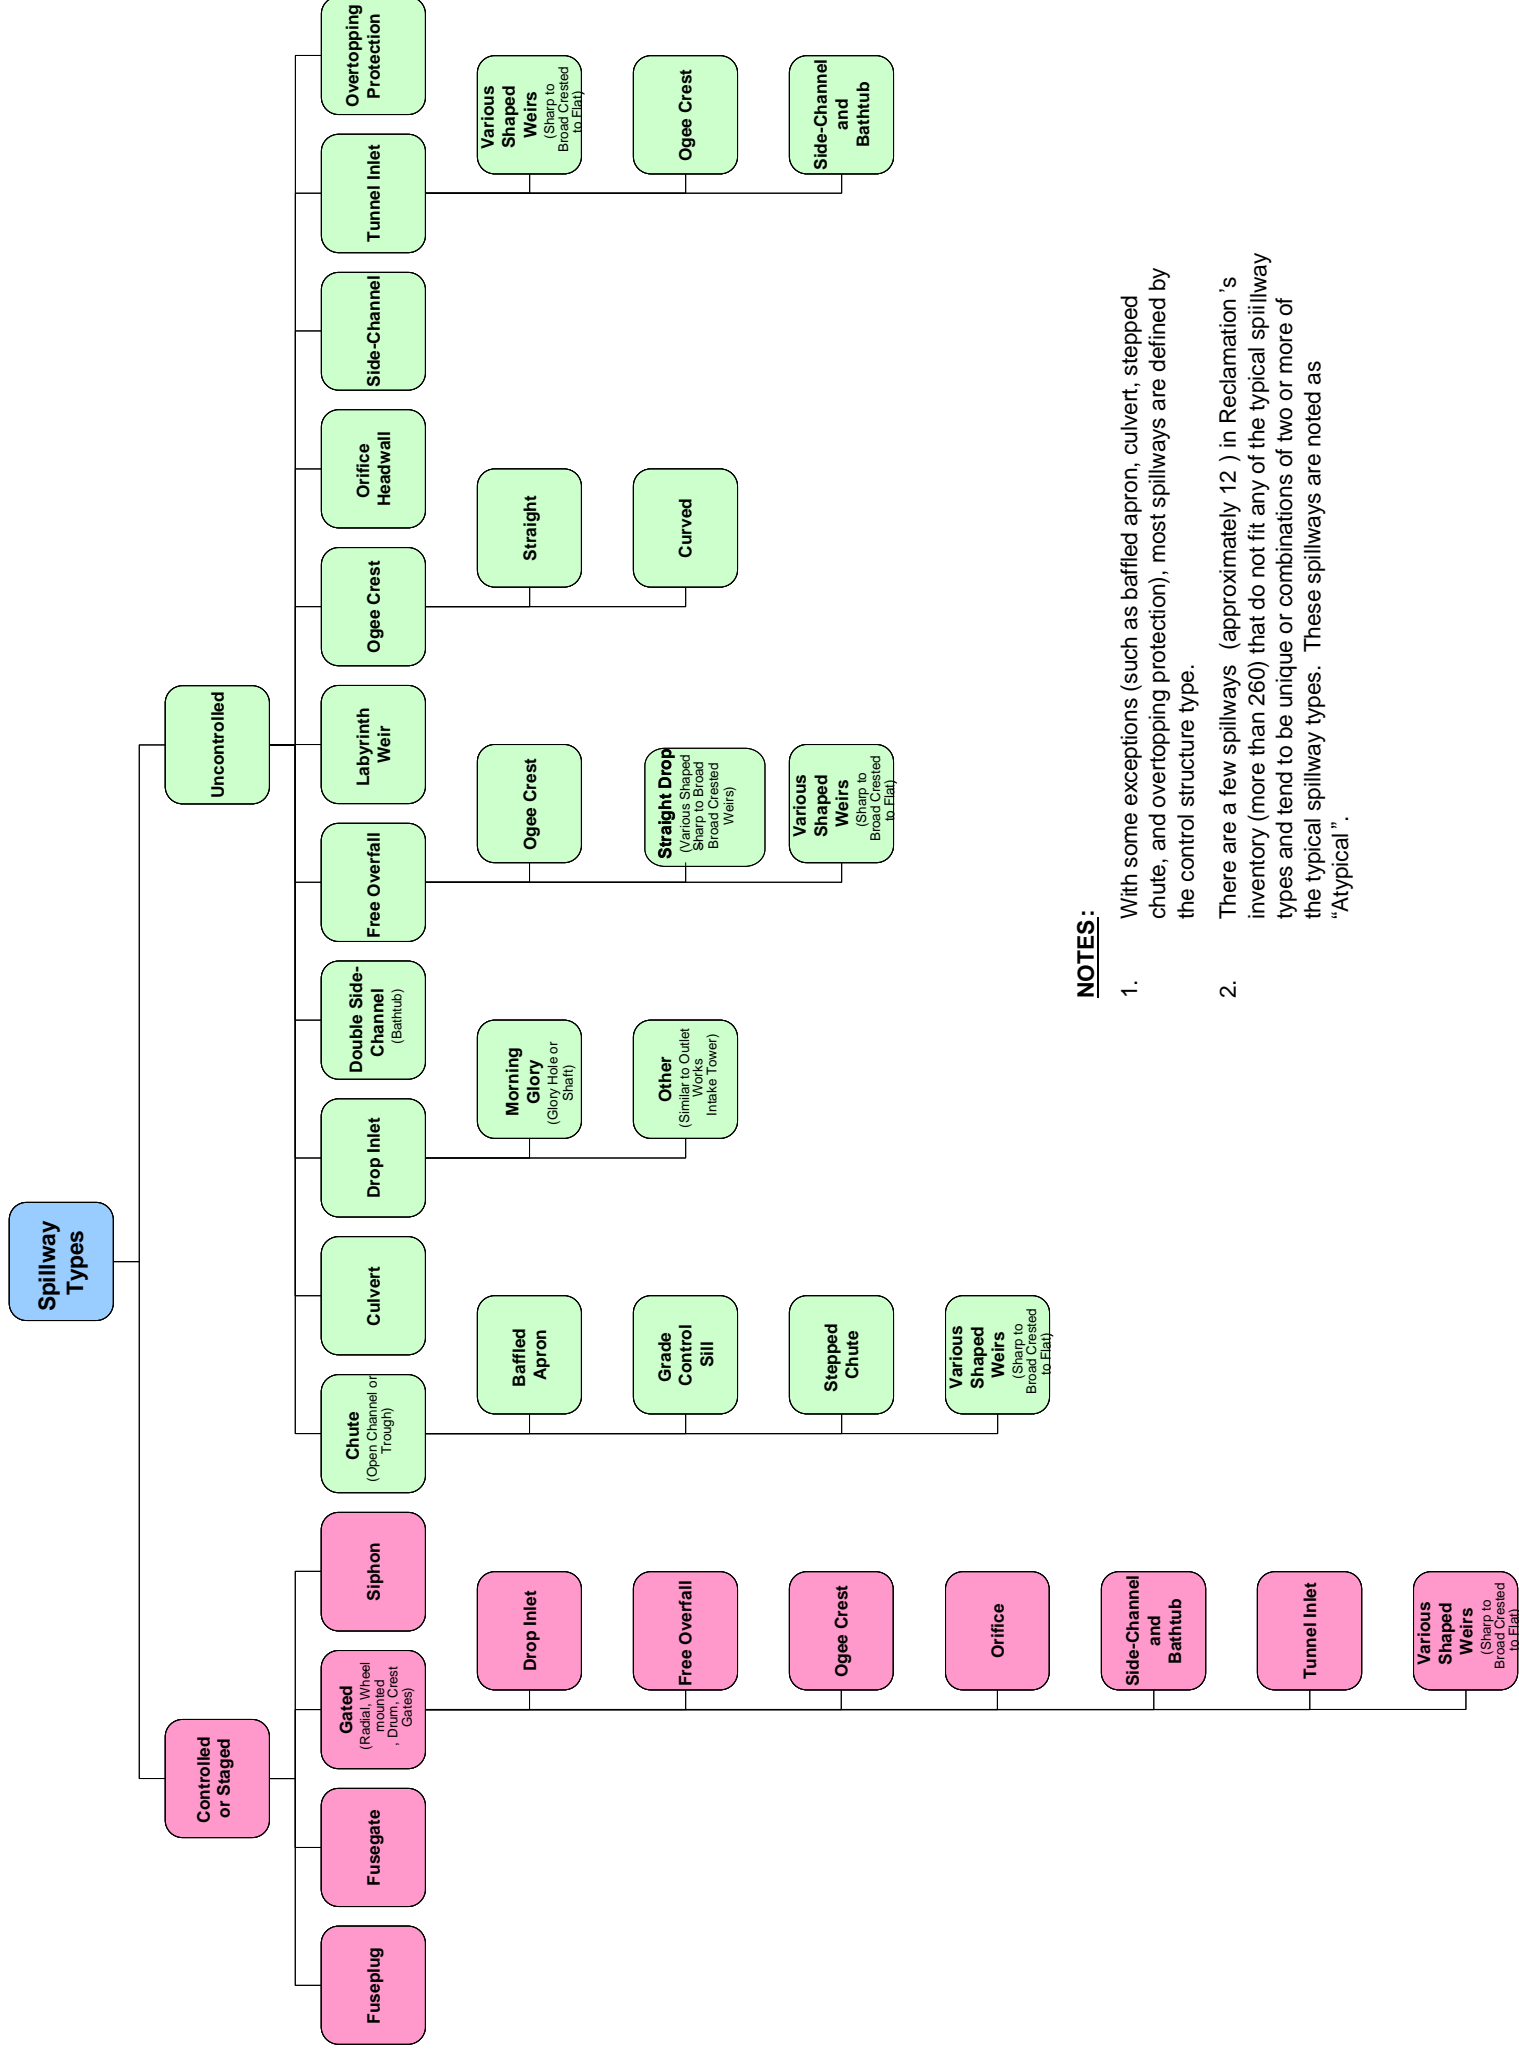 Spillway
Types
Controlled
or Staged
Uncontrolled
Fuseplug
Fusegate
Gated
(Radial, Wheel
mounted
, Drum, Crest
Gates)
Siphon
Chute
(Open Channel or
Trough)
Culvert
Drop Inlet
Double Side-
Channel
(Bathtub)
Free Overfall
Labyrinth
Weir
Ogee Crest
Orifice
Headwall
Side-Channel
Tunnel Inlet
Overtopping
Protection
Drop Inlet
Free Overfall
Ogee Crest
Orifice
Side-Channel
and
Bathtub
Tunnel Inlet
Various
Shaped
Weirs
(Sharp to
Broad Crested
to Flat)
Baffled
Apron
Grade
Control
Sill
Stepped
Chute
Various
Shaped
Weirs
(Sharp to
Broad Crested
to Flat)
Morning
Glory
(Glory Hole or
Shaft)
Other
(Similar to Outlet
Works
Intake Tower)
Ogee Crest
Straight Drop
(Various Shaped
Sharp to Broad
Broad Crested
Weirs)
Various
Shaped
Weirs
(Sharp to
Broad Crested
to Flat)
Straight
Curved
Various
Shaped
Weirs
(Sharp to
Broad Crested
to Flat)
Ogee Crest
Side-Channel
and
Bathtub
NOTES:
1. With some exceptions (such as baffled apron, culvert, stepped
chute, and overtopping protection), most spillways are defined by
the control structure type.
2. There are a few spillways (approximately 12 ) in Reclamation 's
inventory (more than 260) that do not fit any of the typical spillway
types and tend to be unique or combinations of two or more of
the typical spillway types. These spillways are noted as
“Atypical”.